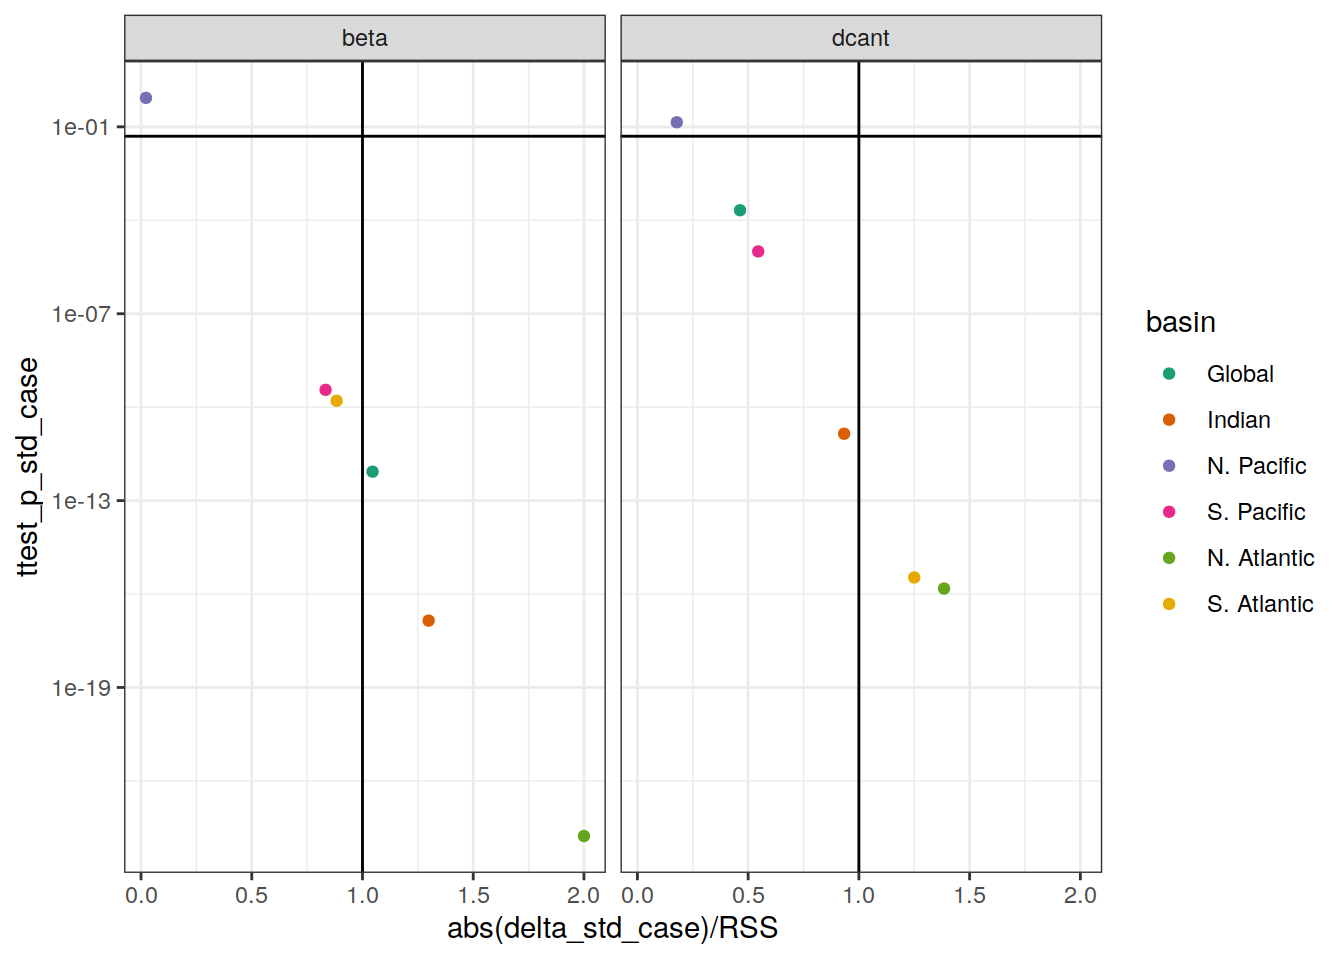 beta
dcant
1e-01
1e-07
1e-13
1e-19
ttest_p_std_case
0.0 0.5 1.0 1.5 2.0
0.0 0.5 1.0 1.5 2.0
abs(delta_std_case)/RSS
basin
Global
Indian
N. Pacific
S. Pacific
N. Atlantic
S. Atlantic